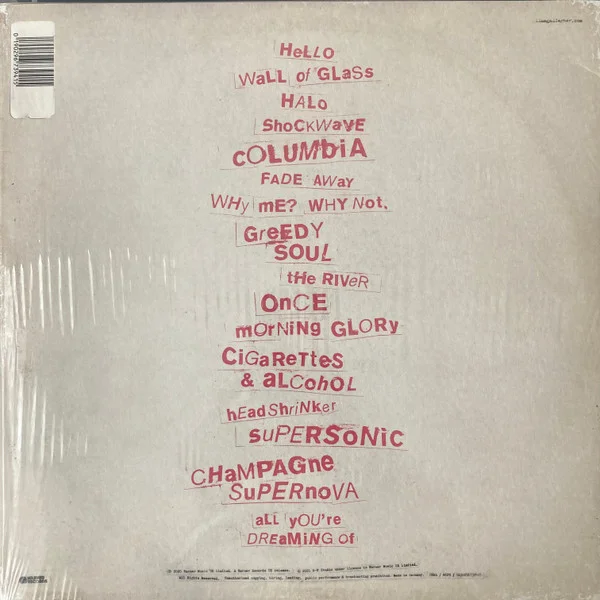 HeLLO
WaLL of GLaSS
HALo
ShoCKWaVE
COLUMbiA
FADE AWay
WHy mE? WHY Not.
GreEDY
SOUL
tHe RIVeR
OnCE
mOrNiNg GLORy
CiGaReTTeS
& aLCohOL
hEadShriNKer
SuPERSoNiC
CHaMPAGne
SuPERnoVA
aLL yOU're
DREaMiNG of